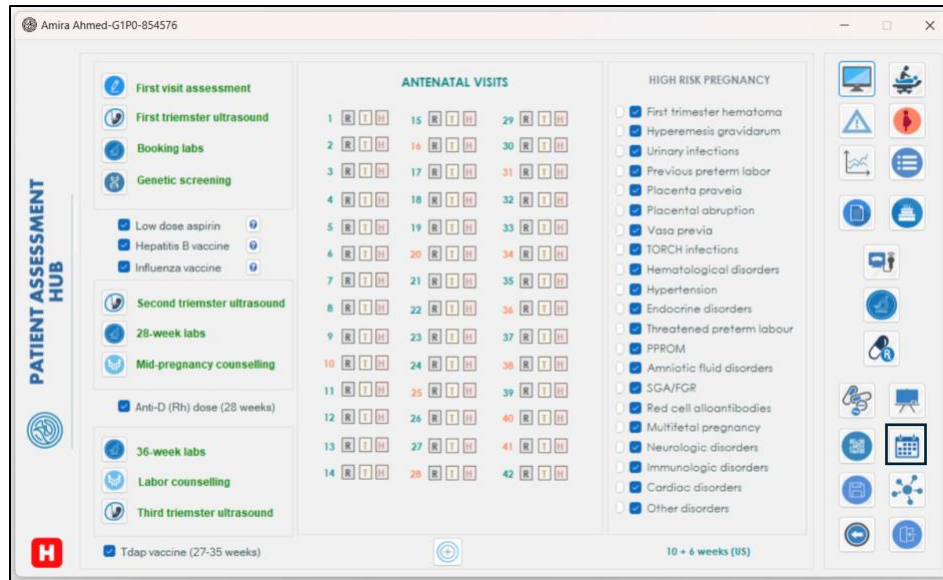 Amira Ahmed-G1P0-854576
PATIENT ASSESSMENT
HUB
First visit assessment
First triemster ultrasound
Booking labs
Genetic screening
Low dose aspirin ?
Hepatitis B vaccine ?
Influenza vaccine ?
Second triemster ultrasound
28-week labs
Mid-pregnancy counselling
Anti-D (Rh) dose (28 weeks)
36-week labs
Labor counselling
Third triemster ultrasound
H
Tdap vaccine (27-35 weeks)
ANTENATAL VISITS
1 R T H 15 R T H 29 R T H
2 R T H 16 R T H 30 R T H
3 R T H 17 R T H 31 R T H
4 R T H 18 R T H 32 R T H
5 R T H 19 R T H 33 R T H
6 R T H 20 R T H 34 R T H
7 R T H 21 R T H 35 R T H
8 R T H 22 R T H 36 R T H
9 R T H 23 R T H 37 R T H
10 R T H 24 R T H 38 R T H
11 R T H 25 R T H 39 R T H
12 R T H 26 R T H 40 R T H
13 R T H 27 R T H 41 R T H
14 R T H 28 R T H 42 R T H
HIGH RISK PREGNANCY
First trimester hematoma
Hyperemesis gravidarum
Urinary infections
Previous preterm labor
Placenta praveia
Placental abruption
Vasa previa
TORCH infections
Hematological disorders
Hypertension
Endocrine disorders
Threatened preterm labour
PPROM
Amniotic fluid disorders
SGA/FGR
Red cell alloantibodies
Multifetal pregnancy
Neurologic disorders
Immunologic disorders
Cardiac disorders
Other disorders
10 + 6 weeks (US)
R